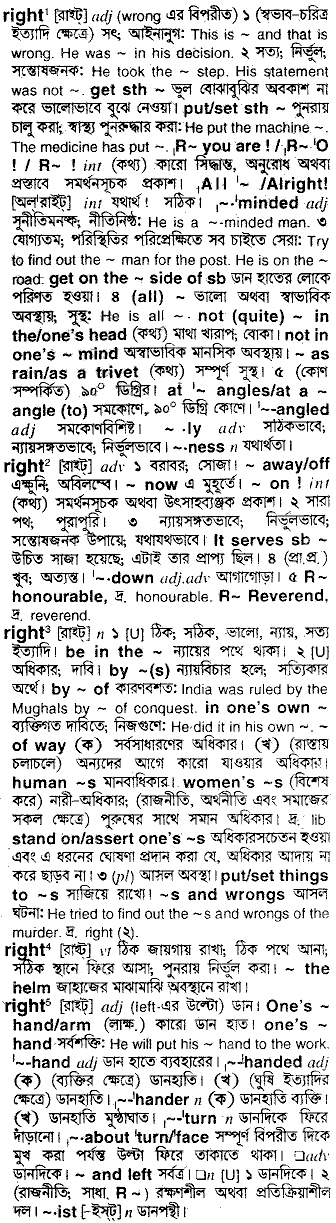 right¹ [রাইট্] adj (wrong এর বিপরীত) ১ (স্বভাব-চরিত্র
ইত্যাদি ক্ষেত্রে) সৎ; আইনানুগ: This is ~ and that is
wrong. He was ~ in his decision. ২ সত্য; নির্ভুল;
সন্তোষজনক: He took the ~ step. His statement
was not ~. get sth ~ ভুল বোঝাবুঝির অবকাশ না
করে ভালোভাবে বুঝে নেওয়া। put/set sth ~ পুনরায়
চালু করা; স্বাস্থ্য পুনরুদ্ধার করা: He put the machine ~.
The medicine has put ~. ˌR~ you are! /ˌR~ˈO
! / R~ ! int (কথ্য) কারো সিদ্ধান্ত, অনুরোধ অথবা
প্রস্তাবে সমর্থনসূচক প্রকাশ। ˌAll ˈ~ /Alright!
[অল্'রাইট্] int যথার্থ! সঠিক। ˌ~-ˈminded adj
সুনীতিমনষ্ক; নীতিনিষ্ঠ: He is a ~-minded man. ৩
যোগ্যতম; পরিস্থিতির পরিপ্রেক্ষিতে সব চাইতে সেরা: Try
to find out the ~ man for the post. He is on the ~
road: get on the ~ side of sb ডান হাতের লোকে
পরিণত হওয়া। ৪ (all) ~ ভালো অথবা স্বাভাবিক
অবস্থায়; সুস্থ: He is all ~. not (quite) ~ in
the/one's head (কথ্য) মাথা খারাপ; বোকা। not in
one's ~ mind অস্বাভাবিক মানসিক অবস্থায়। ~ as
rain/as a trivet (কথ্য) সম্পূর্ণ সুস্থ। ৫ (কোণ
সম্পর্কিত) ৯০° ডিগ্রির। at ˈ~ angles/at a ~
angle (to) সমকোণে, ৯০° ডিগ্রি কোণে। ˈ~-angled
adj সমকোণবিশিষ্ট। ~·ly adv সঠিকভাবে;
ন্যায়সঙ্গতভাবে; নির্ভুলভাবে। ~·ness n যথার্থতা।
right² [রাইট্] adv ১ বরাবর; সোজা। ~ away/off
এক্ষুনি; অবিলম্বে। ~ now এ মুহূর্তে। ~ on ! int
(কথ্য) সমর্থনসূচক অথবা উৎসাহব্যঞ্জক প্রকাশ। ২ সারা
পথ; পুরাপুরি। ৩ ন্যায়সঙ্গতভাবে; নির্ভুলভাবে;
সন্তোষজনক উপায়ে; যথাযথভাবে। It serves sb ~
উচিত সাজা হয়েছে; এটাই তার প্রাপ্য ছিল। ৪ (প্রা.প্র.)
খুব; অত্যন্ত। ˈ~-down adj.adv আগাগোড়া। ৫ R~
honourable, দ্র. honourable. R~ Reverend,
দ্র. reverend.
right³ [রাইট্] n ১ [U] ঠিক; সঠিক, ভালো, ন্যায়, সত্য
ইত্যাদি। be in the ~ ন্যায়ের পথে থাকা। ২ [U]
অধিকার; দাবি। by ~(s) ন্যায়বিচার হলে; সত্যিকার
অর্থে। by ~ of কারণবশত: India was ruled by the
Mughals by ~ of conquest. in one's own ~
ব্যক্তিগত দাবিতে; নিজগুণে: He did it in his own ~. ~
of way (ক) সর্বসাধারণের অধিকার। (খ) (রাস্তায়
চলাচলে) অন্যদের আগে কারো যাওয়ার অধিকার।
human ~s মানবাধিকার। women's ~s (বিশেষ
করে) নারী-অধিকার; (রাজনীতি, অর্থনীতি এবং সমাজের
সকল ক্ষেত্রে) পুরুষের সাথে সমান অধিকার। দ্র. lib
stand on/assert one's ~s অধিকারসচেতন হওয়া
এবং এ ধরনের ঘোষণা প্রদান করা যে, অধিকার আদায় না
করে ছাড়ব না। ৩ (pl) আসল অবস্থা। put/set things
to ~s সাজিয়ে রাখো। ~s and wrongs আসল
ঘটনা: He tried to find out the ~s and wrongs of the
murder. দ্র. right (২).
right⁴ [রাইট্] vt ঠিক জায়গায় রাখা; ঠিক পথে আনা;
সঠিক স্থানে ফিরে আসা; পুনরায় নির্ভুল করা। ~ the
helm জাহাজের মাঝামাঝি অবস্থানে রাখা।
right⁵ [রাইট্] adj (left-এর উল্টো) ডান। One's ~
hand/arm (লাক্ষ.) কারো ডান হাত। one's ~
hand সর্বশক্তি: He will put his ~ hand to the work.
ˈ~-hand adj ডান হাতে ব্যবহারের। ˌ~-ˈhanded adj
(ক) (ব্যক্তির ক্ষেত্রে) ডানহাতি। (খ) (ঘুষি ইত্যাদির
ক্ষেত্রে) ডানহাতি। ˌ~-ˈhander n (ক) ডানহাতি ব্যক্তি।
(খ) ডানহাতি মুষ্ঠাঘাত। ˌ~-ˈturn n ডানদিকে ফিরে
দাঁড়ানো। ˌ~-about ˈturn/face সম্পূর্ণ বিপরীত দিকে
মুখ করা পর্যন্ত উল্টা ফিরে তাকাতে থাকা। □adv
ডানদিকে। ~ and left সর্বত্র। □n [U] ১ ডানদিকে। ২
(রাজনীতি; সাধা. R~) রক্ষণশীল অথবা প্রতিক্রিয়াশীল
দল। ~·ist [-ইস্ট্] n ডানপন্থী।